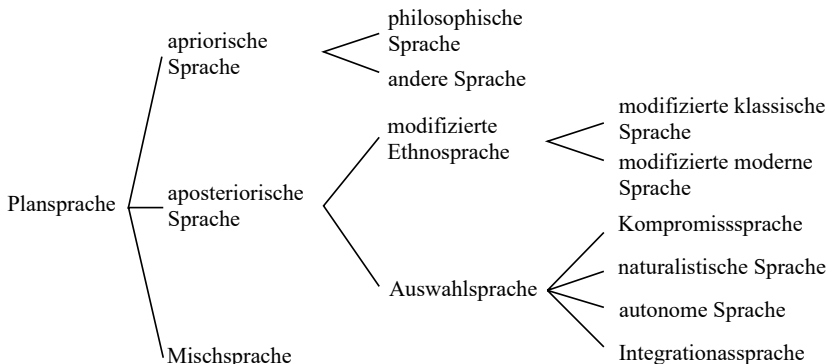 philosophische
Sprache
apriorische
Sprache
andere Sprache
modifizierte klassische
Sprache
modifizierte
Ethnosprache
modifizierte moderne
Sprache
Plansprache
aposteriorische
Sprache
Kompromisssprache
naturalistische Sprache
Auswahlsprache
autonome Sprache
Integrationassprache
Mischsprache